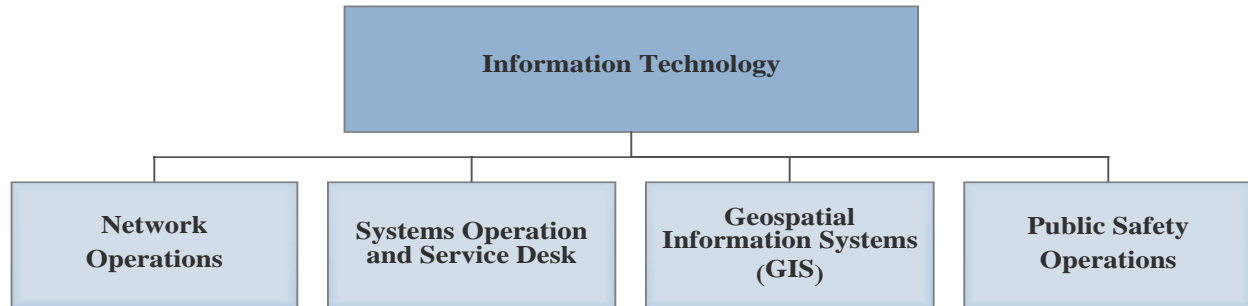 Information Technology
Network
Operations
Systems Operation
and Service Desk
Geospatial
Information Systems
(GIS)
Public Safety
Operations